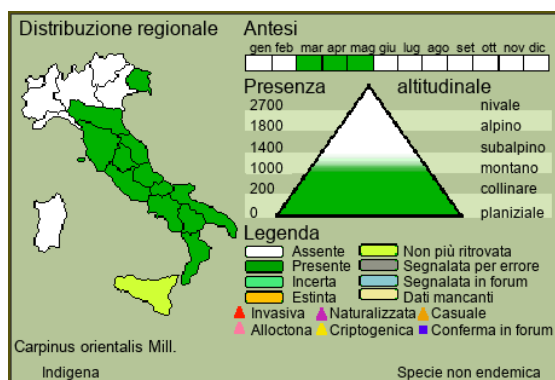 Distribuzione regionale
Antesi
gen feb mar apr mag giu lug ago set ott nov dic
Presenza altitudinale
2700 nivale
1800 alpino
1400 subalpino
1000 montano
200 collinare
0 planiziale
Legenda
Assente Non più ritrovata
Presente Segnalata per errore
Incerta Segnalata in forum
Estinta Dati mancanti
Invasiva Naturalizzata Casuale
Alloctona Criptogenica Conferma in forum
Carpinus orientalis Mill.
Indigena Specie non endemica